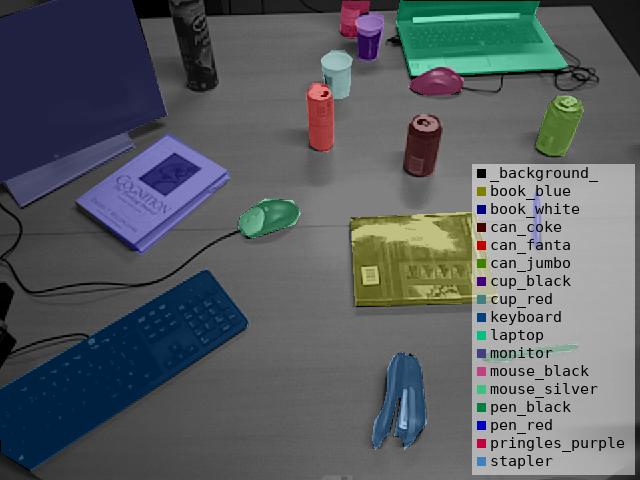 COGNITION
_background_
book_blue
book_white
can_coke
can_fanta
can_jumbo
cup_black
cup_red
keyboard
laptop
monitor
mouse_black
mouse_silver
pen_black
pen_red
pringles_purple
stapler